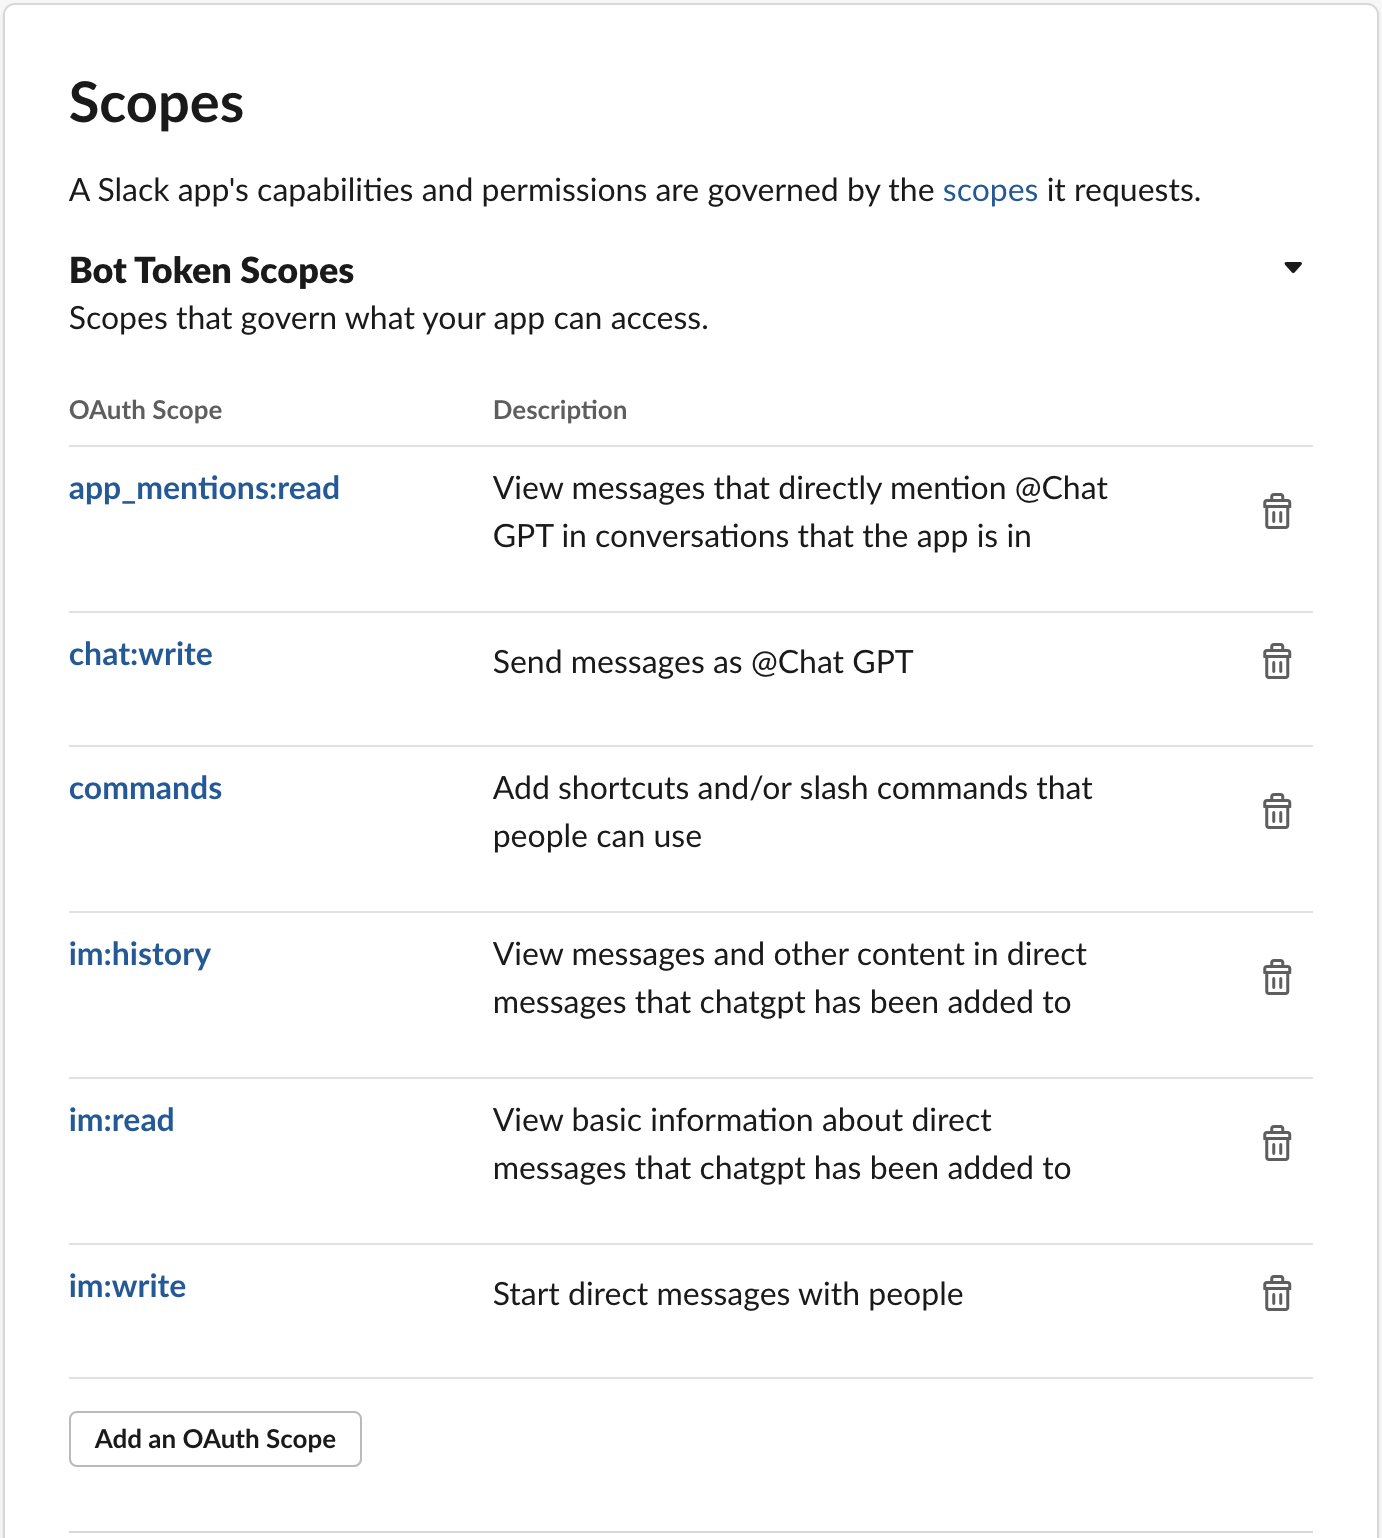 Scopes
A Slack app's capabilities and permissions are governed by the scopes it requests.
Bot Token Scopes
Scopes that govern what your app can access.
OAuth Scope Description
app_mentions:read View messages that directly mention @Chat
GPT in conversations that the app is in
chat:write Send messages as @Chat GPT
commands Add shortcuts and/or slash commands that
people can use
im:history View messages and other content in direct
messages that chatgpt has been added to
im:read View basic information about direct
messages that chatgpt has been added to
im:write Start direct messages with people
Add an OAuth Scope